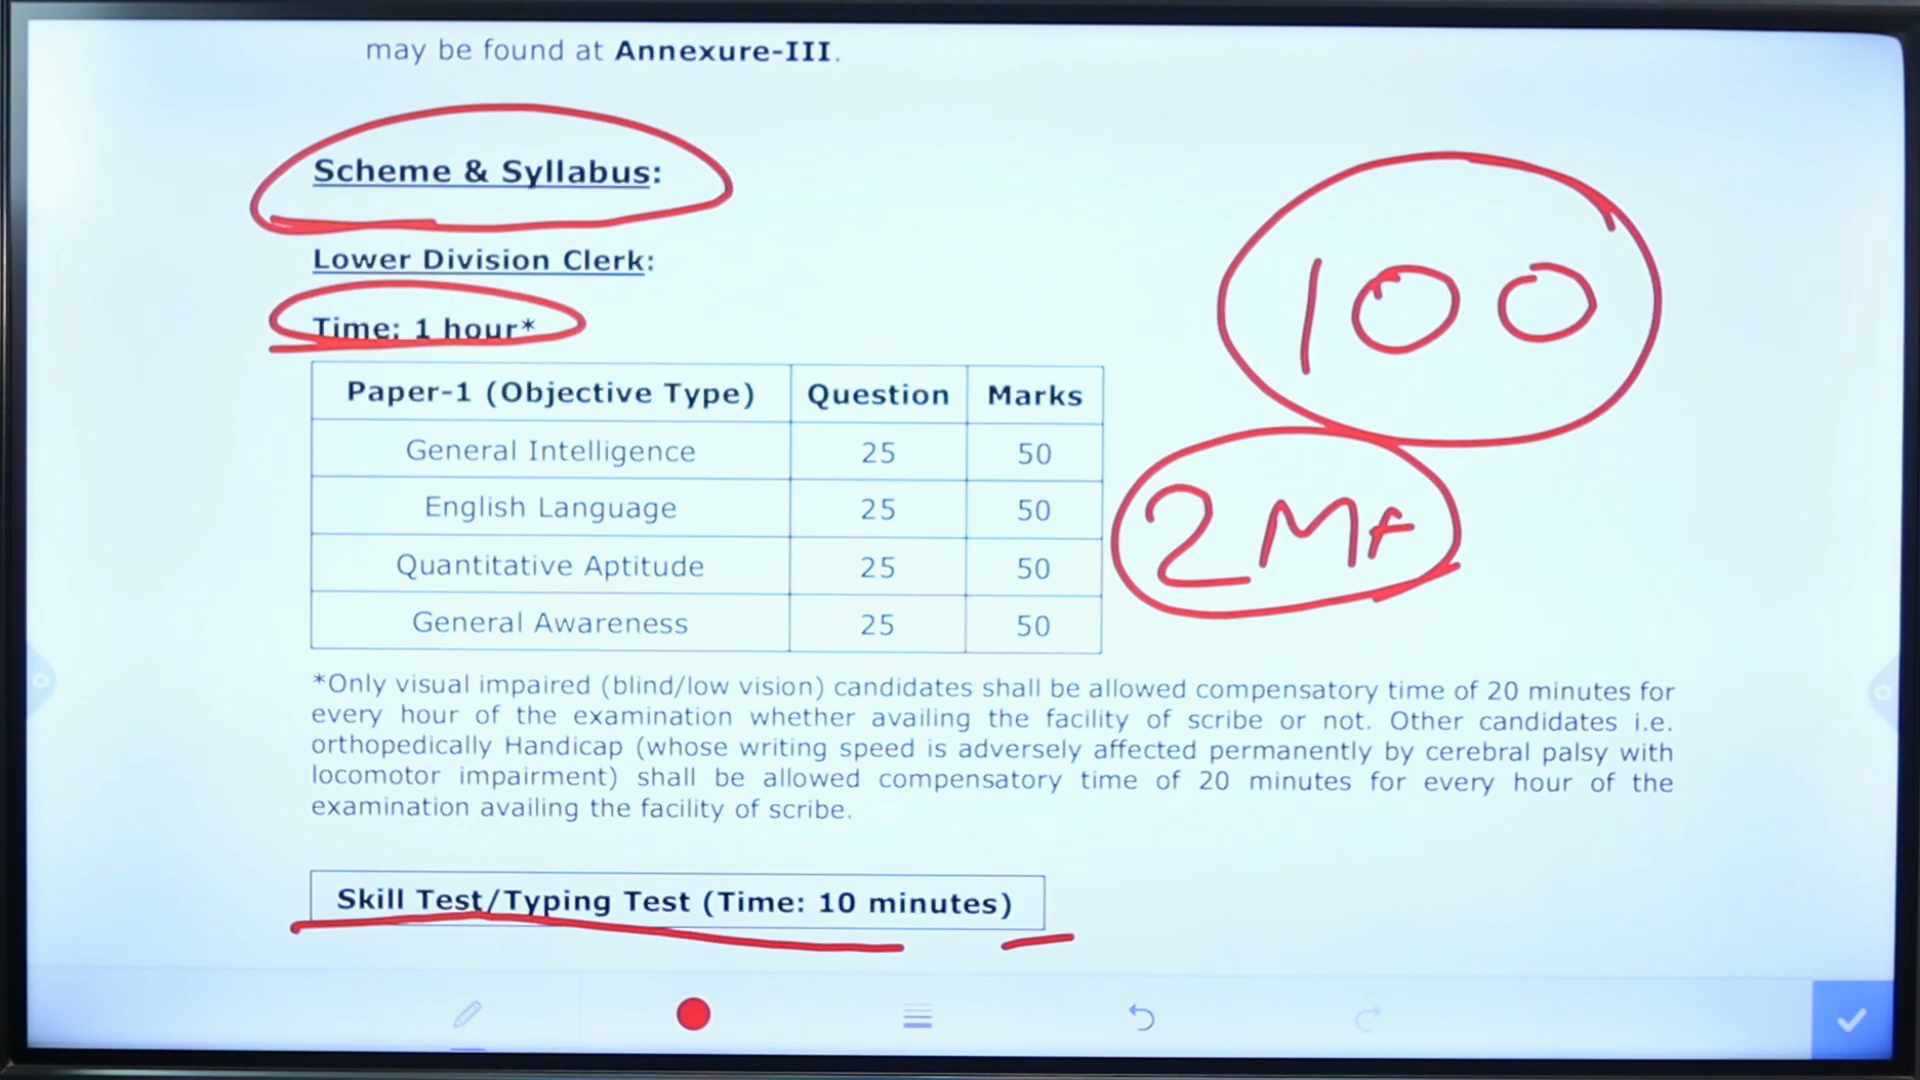 may be found at Annexure-III.
Scheme & Syllabus:
Lower Division Clerk:
Time: 1 hour*
100
Paper-1 (Objective Type) Question Marks
General Intelligence 25 50
English Language 25 50
2 M
Quantitative Aptitude 25 50
General Awareness 25 50
*Only visual impaired (blind/low vision) candidates shall be allowed compensatory time of 20 minutes for
every hour of the examination whether availing the facility of scribe or not. Other candidates i.e.
orthopedically Handicap (whose writing speed is adversely affected permanently by cerebral palsy with
locomotor impairment) shall be allowed compensatory time of 20 minutes for every hour of the
examination availing the facility of scribe.
Skill Test/Typing Test (Time: 10 minutes)